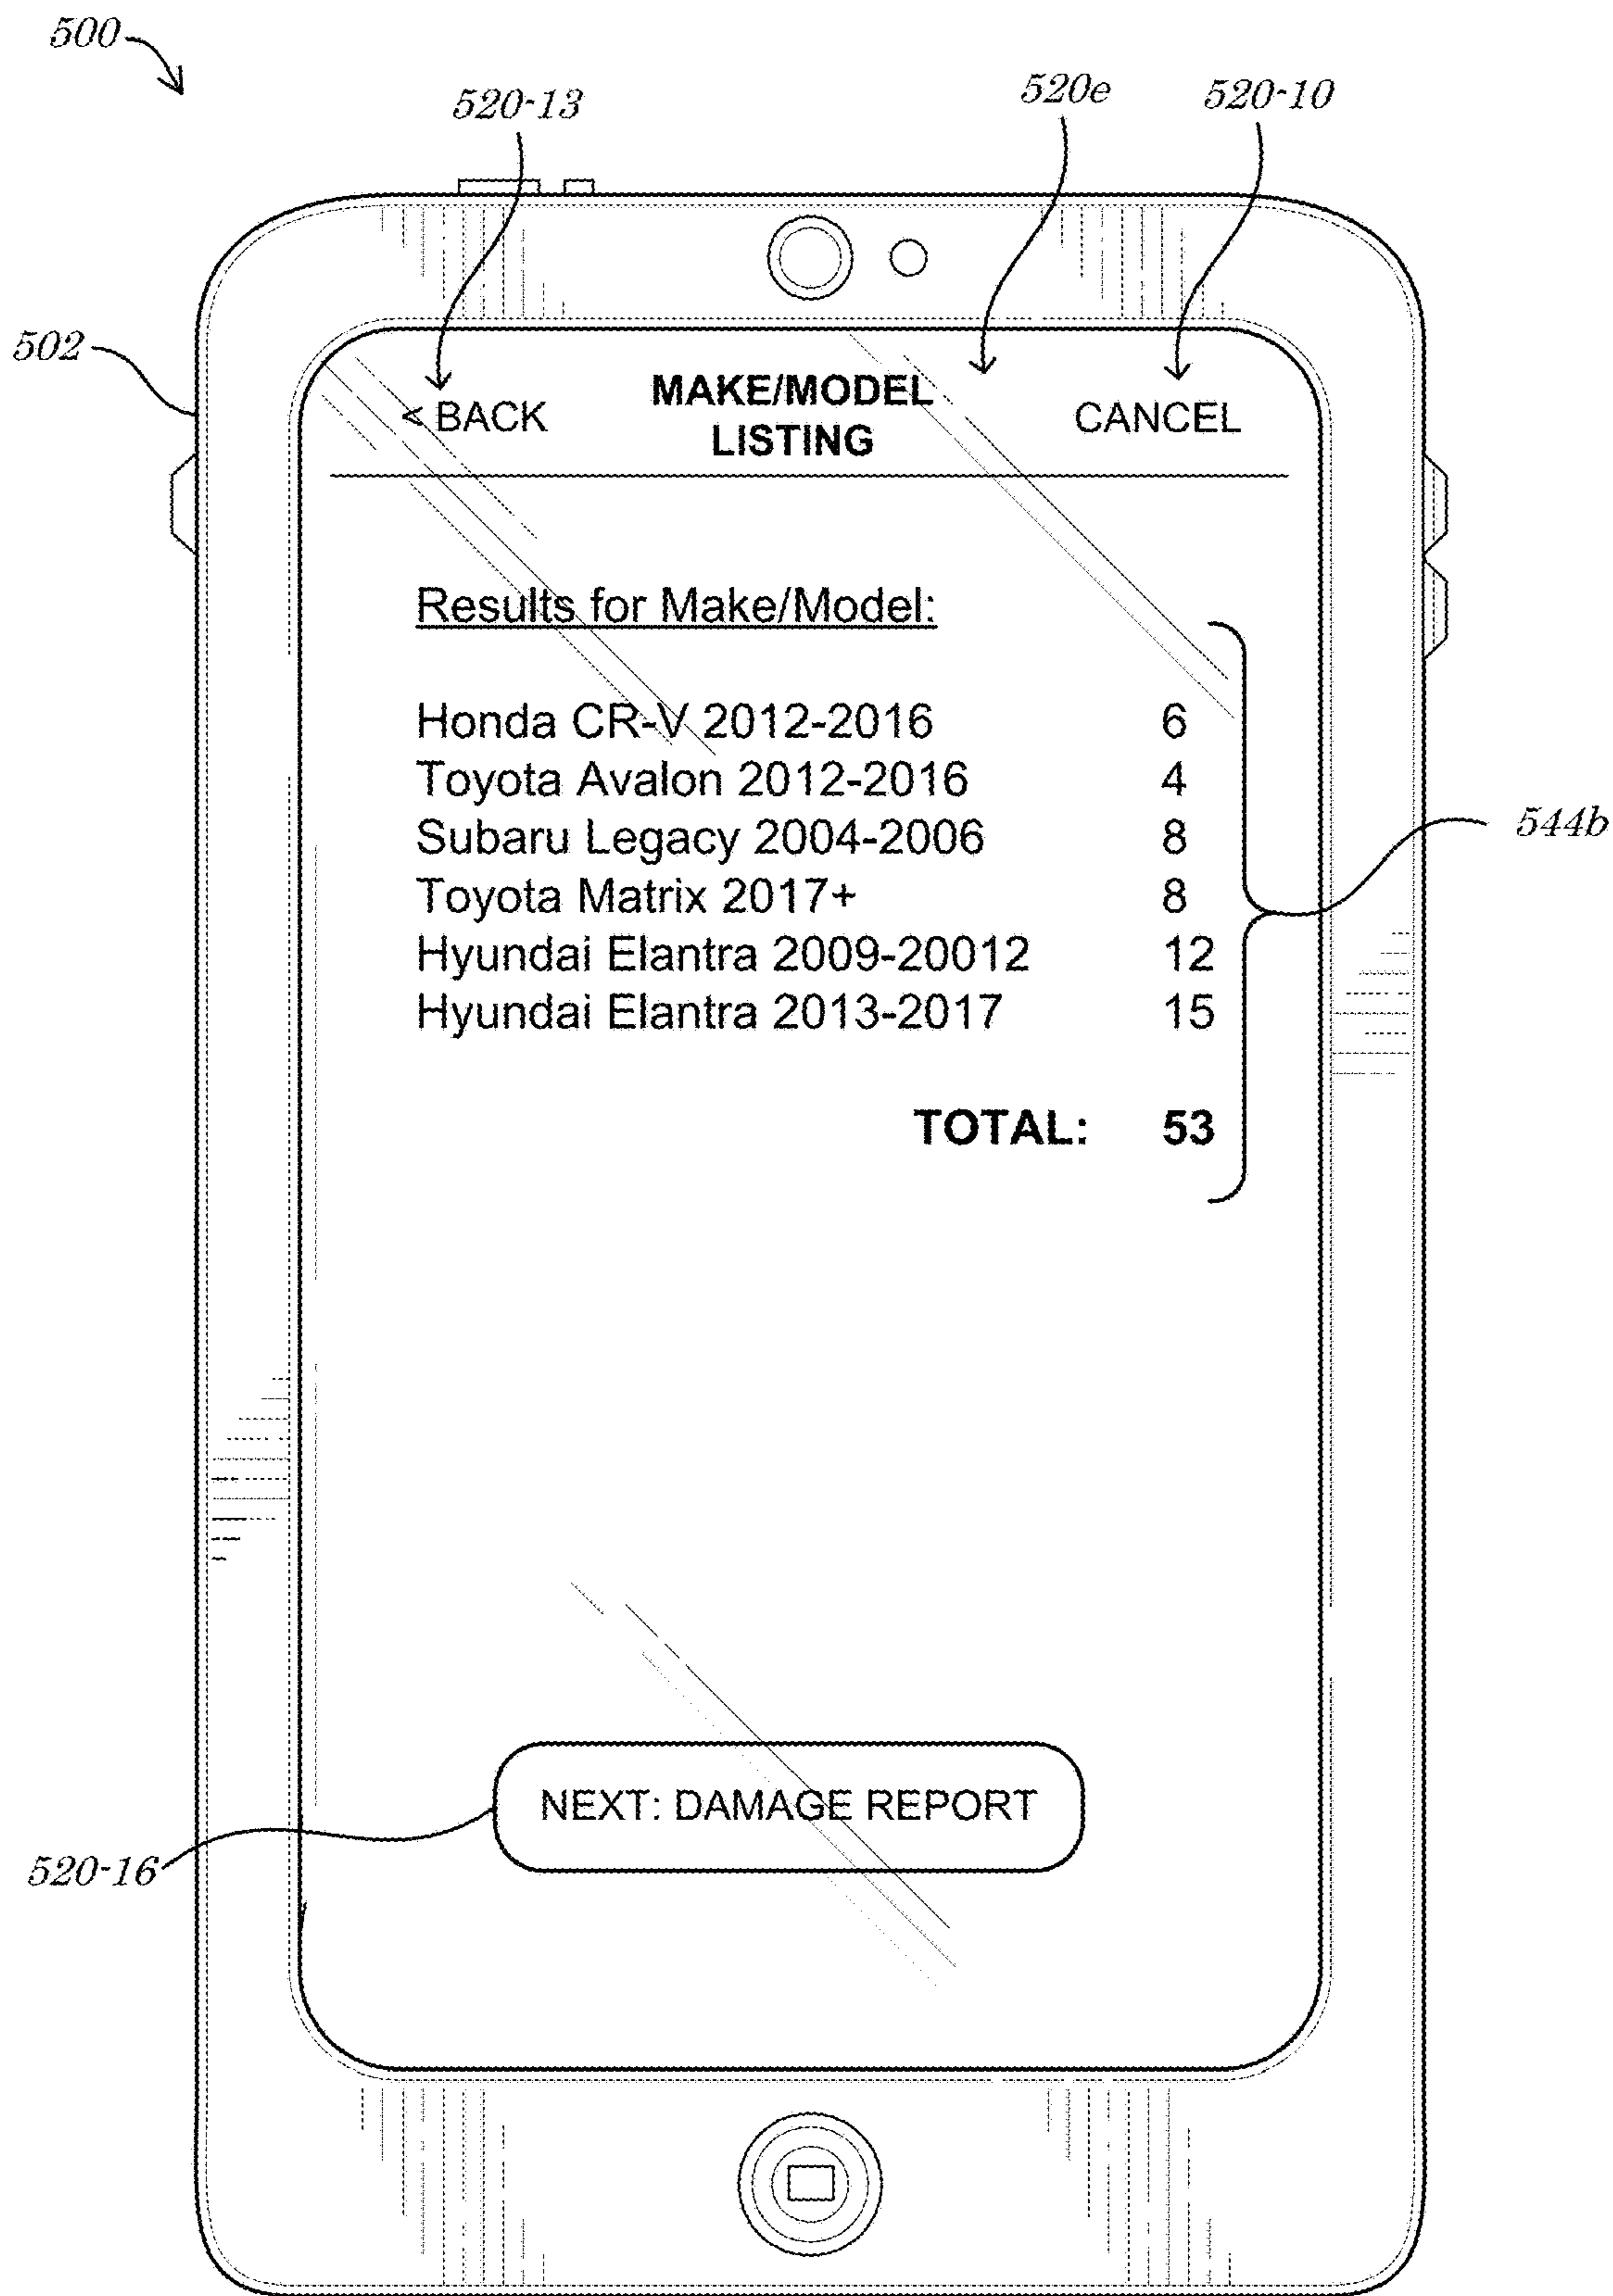 500
520-13
520e
520-10
502
< BACK
MAKE/MODEL
LISTING
CANCEL
Results for Make/Model:
Honda CR-V 2012-2016 6
Toyota Avalon 2012-2016 4
Subaru Legacy 2004-2006 8
544b
Toyota Matrix 2017+ 8
Hyundai Elantra 2009-20012 12
Hyundai Elantra 2013-2017 15
TOTAL: 53
NEXT: DAMAGE REPORT
520-16